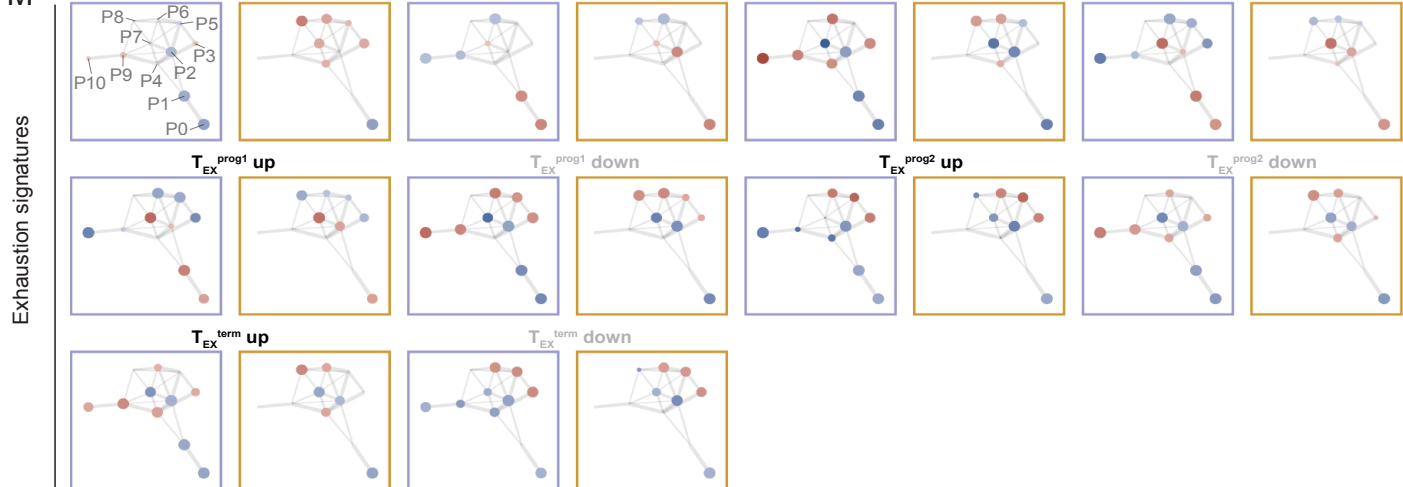 P8
P6
P5
P7
P3
P2
P10
P9
P4
P1
P0
Exhaustion signatures
T_EX^prog1 up
T_EX^prog1 down
T_EX^prog2 up
T_EX^prog2 down
T_EX^term up
T_EX^term down